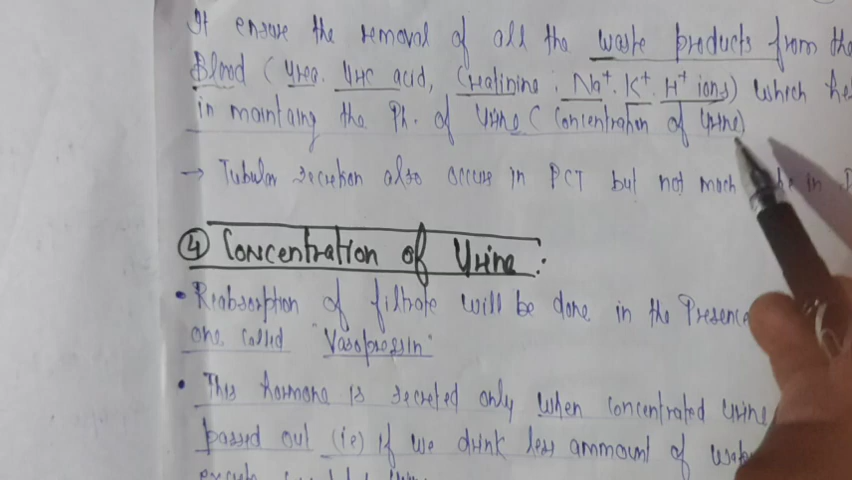 It ensure the removal of all the waste products from the
Blood (Urea. Uric acid, Creatinine : Na+. K+. H+ ions) which
in maintaing the Ph. of Urine (Concentration of Urine)
→ Tubular secretion also occurs in PCT but not much in
④ Concentration of Urine :
• Reabsorption of filtrate will be done in the Presence
one called "Vasopressin"
• This hormone is secreted only when concentrated urine
passed out (ie) if we drink less ammount of